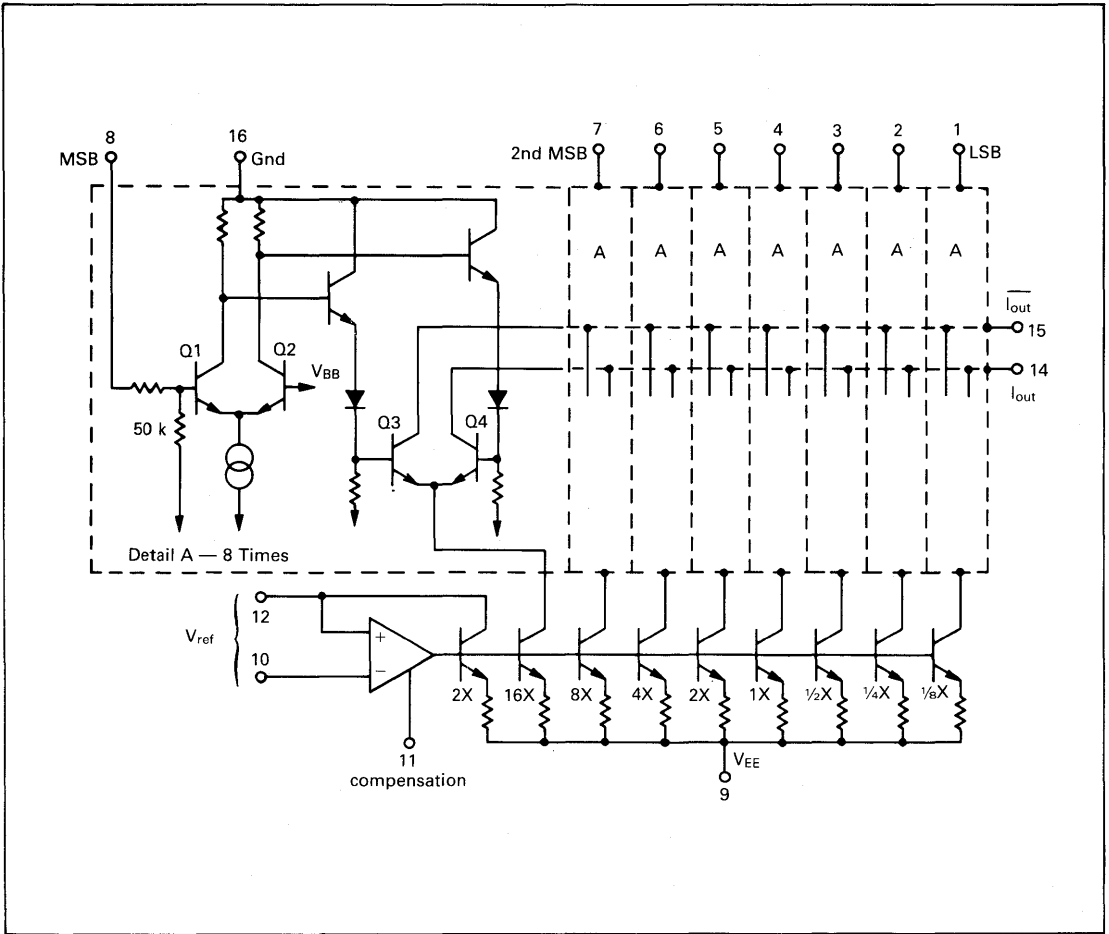 8
MSB
16
Gnd
7
2nd MSB
6
5
4
3
2
1
LSB
A A A A A A A
I̅o̅u̅t̅
15
14
Iout
Q1
Q2
VBB
50 k
Q3
Q4
Detail A — 8 Times
Vref
12
10
+
−
11
compensation
2X 16X 8X 4X 2X 1X ½X ¼X ⅛X
VEE
9